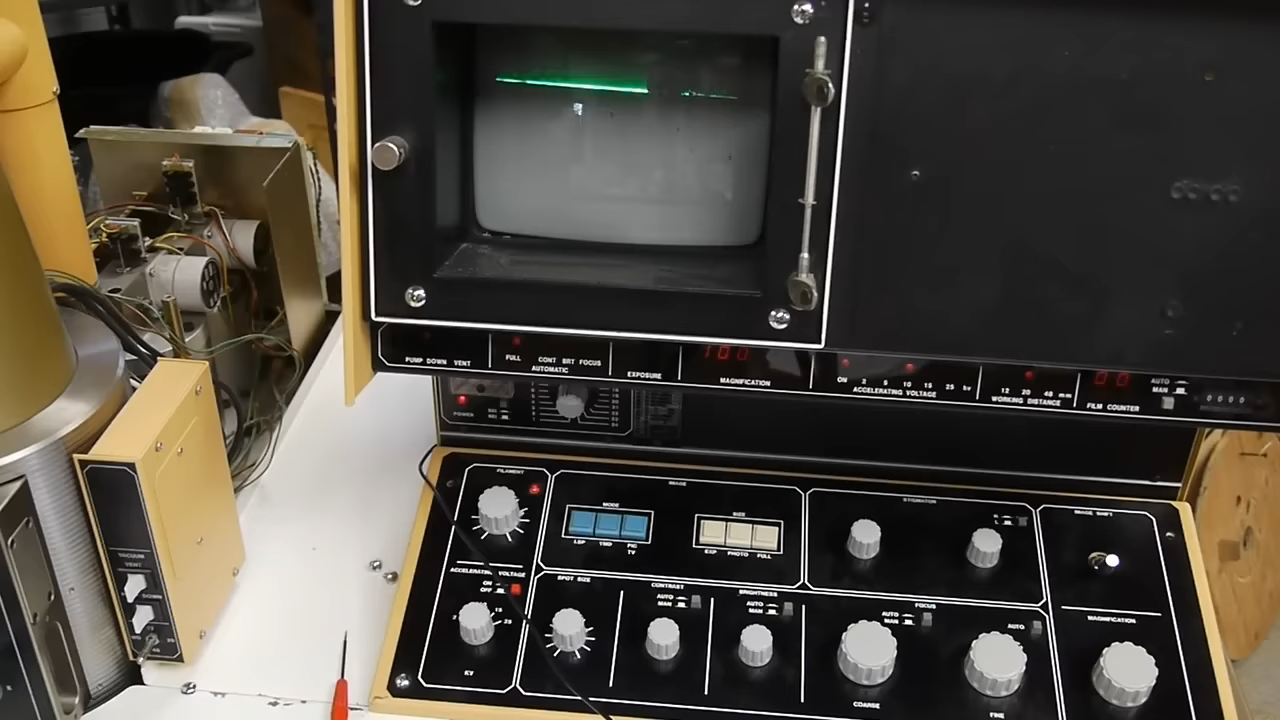 PUMP DOWN VENT
FULL CONT BRT FOCUS
AUTOMATIC
EXPOSURE
100
MAGNIFICATION
ON 2 5 10 15 25 kv
ACCELERATING VOLTAGE
12 20 48 mm
WORKING DISTANCE
00
FILM COUNTER
AUTO
MAN
0000
POWER
FILAMENT
IMAGE
MODE
LSP YMD PIC
TV
SIZE
EXP PHOTO FULL
STIGMATOR
IMAGE SHIFT
ACCELERATING VOLTAGE
ON
OFF
15
2
25
KV
SPOT SIZE
CONTRAST
AUTO
MAN
BRIGHTNESS
AUTO
MAN
FOCUS
AUTO
MAN
AUTO
COARSE
FINE
MAGNIFICATION
VACUUM
VENT
DOWN